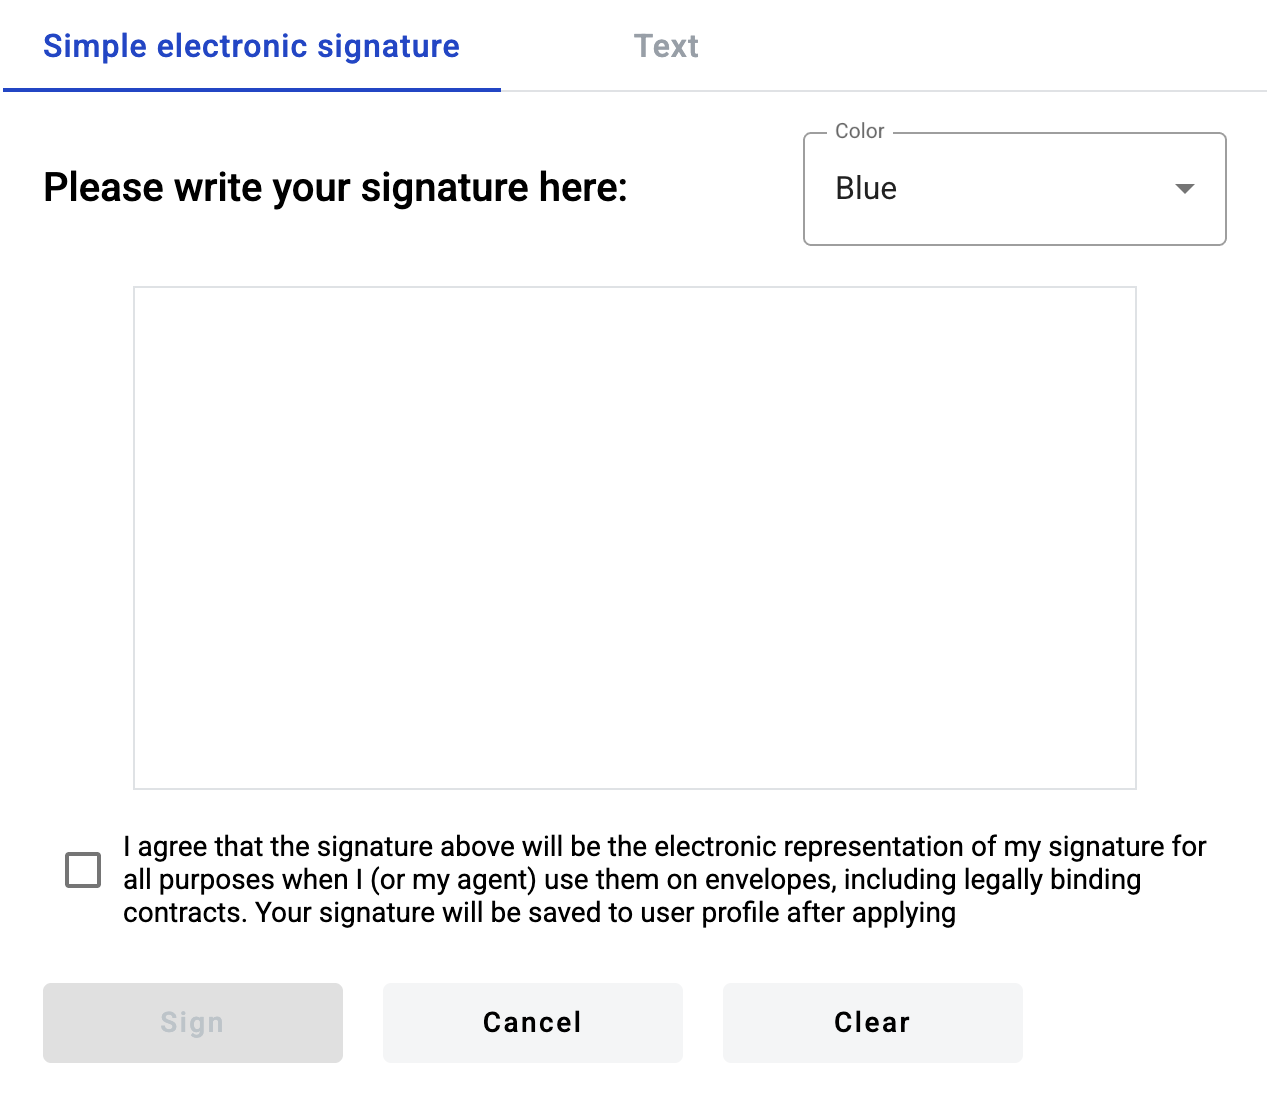 Simple electronic signature
Text
Color
Please write your signature here:
Blue
I agree that the signature above will be the electronic representation of my signature for
all purposes when I (or my agent) use them on envelopes, including legally binding
contracts. Your signature will be saved to user profile after applying
Sign
Cancel
Clear